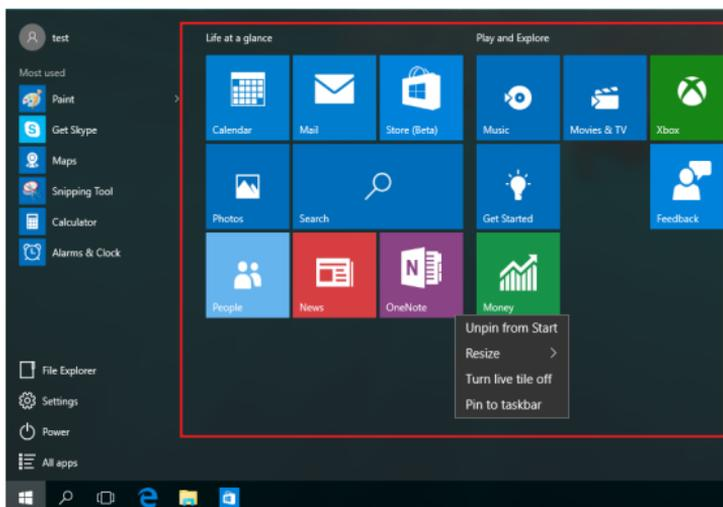 test
Most used
Paint
Get Skype
Maps
Snipping Tool
Calculator
Alarms & Clock
File Explorer
Settings
Power
All apps
Life at a glance
Calendar
Mail
Store (Beta)
Photos
Search
People
News
OneNote
Play and Explore
Music
Movies & TV
Xbox
Get Started
Feedback
Money
Unpin from Start
Resize
Turn live tile off
Pin to taskbar